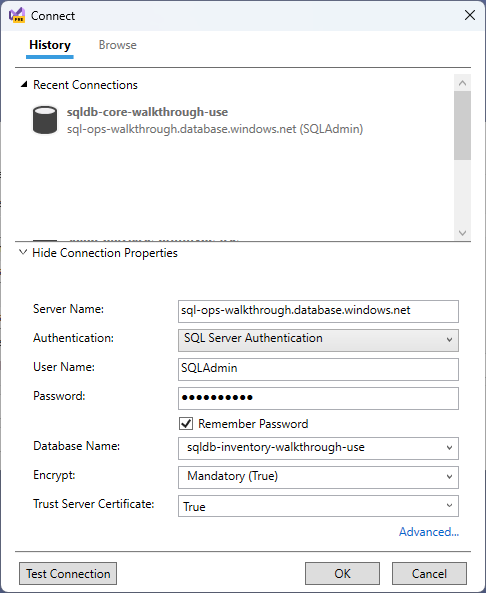 Connect
History Browse
Recent Connections
sqldb-core-walkthrough-use
sql-ops-walkthrough.database.windows.net (SQLAdmin)
Hide Connection Properties
Server Name: sql-ops-walkthrough.database.windows.net
Authentication: SQL Server Authentication
User Name: SQLAdmin
Password: ●●●●●●●●●●
Remember Password
Database Name: sqldb-inventory-walkthrough-use
Encrypt: Mandatory (True)
Trust Server Certificate: True
Advanced...
Test Connection OK Cancel